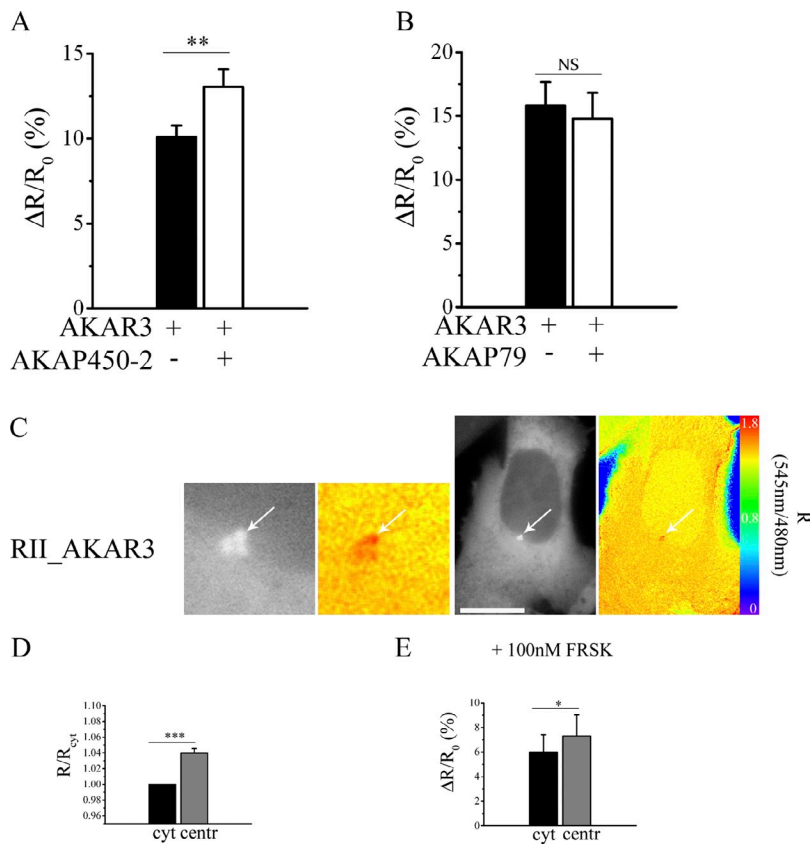 A
**
15
10
5
0
ΔR/R0 (%)
AKAR3 + +
AKAP450-2 - +
B
NS
20
15
10
5
0
ΔR/R0 (%)
AKAR3 + +
AKAP79 - +
C
RII_AKAR3
1.8
0.8
0
R
(545nm/480nm)
D
***
1.10
1.08
1.06
1.04
1.02
1.00
0.98
0.96
R/Rcyt
cyt centr
E
+ 100nM FRSK
*
10
8
6
4
2
0
ΔR/R0 (%)
cyt centr